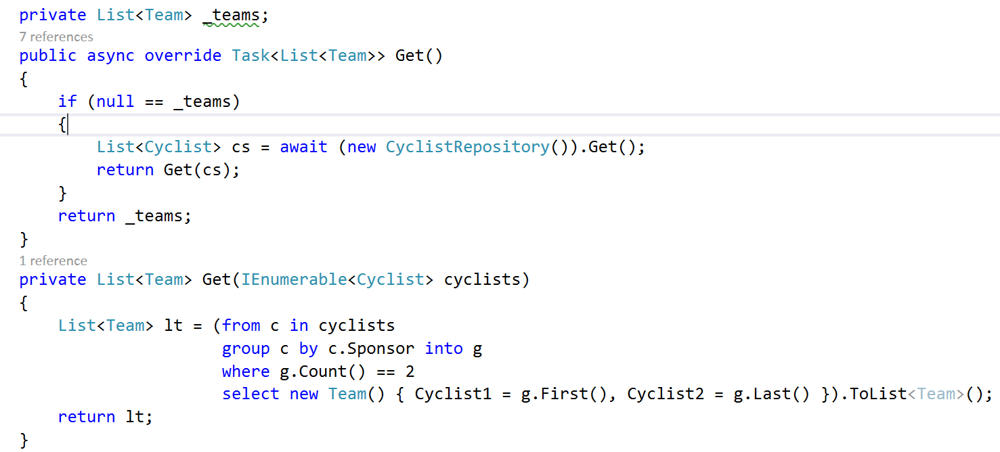 private List<Team> _teams;
7 references
public async override Task<List<Team>> Get()
{
    if (null == _teams)
    {
        List<Cyclist> cs = await (new CyclistRepository()).Get();
        return Get(cs);
    }
    return _teams;
}
1 reference
private List<Team> Get(IEnumerable<Cyclist> cyclists)
{
    List<Team> lt = (from c in cyclists
                     group c by c.Sponsor into g
                     where g.Count() == 2
                     select new Team() { Cyclist1 = g.First(), Cyclist2 = g.Last() }).ToList<Team>();
    return lt;
}